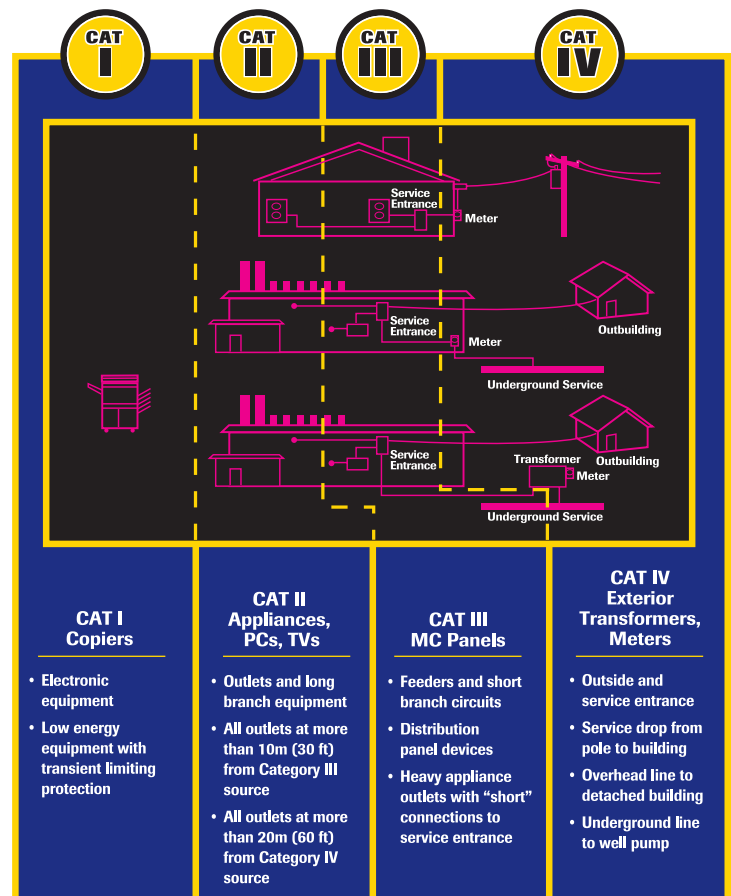 CAT
I
CAT
II
CAT
III
CAT
IV
Service
Entrance
Meter
Service
Entrance
Meter
Outbuilding
Underground Service
Service
Entrance
Transformer
Meter
Outbuilding
Underground Service
CAT I
Copiers
• Electronic
equipment
• Low energy
equipment with
transient limiting
protection
CAT II
Appliances,
PCs, TVs
• Outlets and long
branch equipment
• All outlets at more
than 10m (30 ft)
from Category III
source
• All outlets at more
than 20m (60 ft)
from Category IV
source
CAT III
MC Panels
• Feeders and short
branch circuits
• Distribution
panel devices
• Heavy appliance
outlets with “short”
connections to
service entrance
CAT IV
Exterior
Transformers,
Meters
• Outside and
service entrance
• Service drop from
pole to building
• Overhead line to
detached building
• Underground line
to well pump